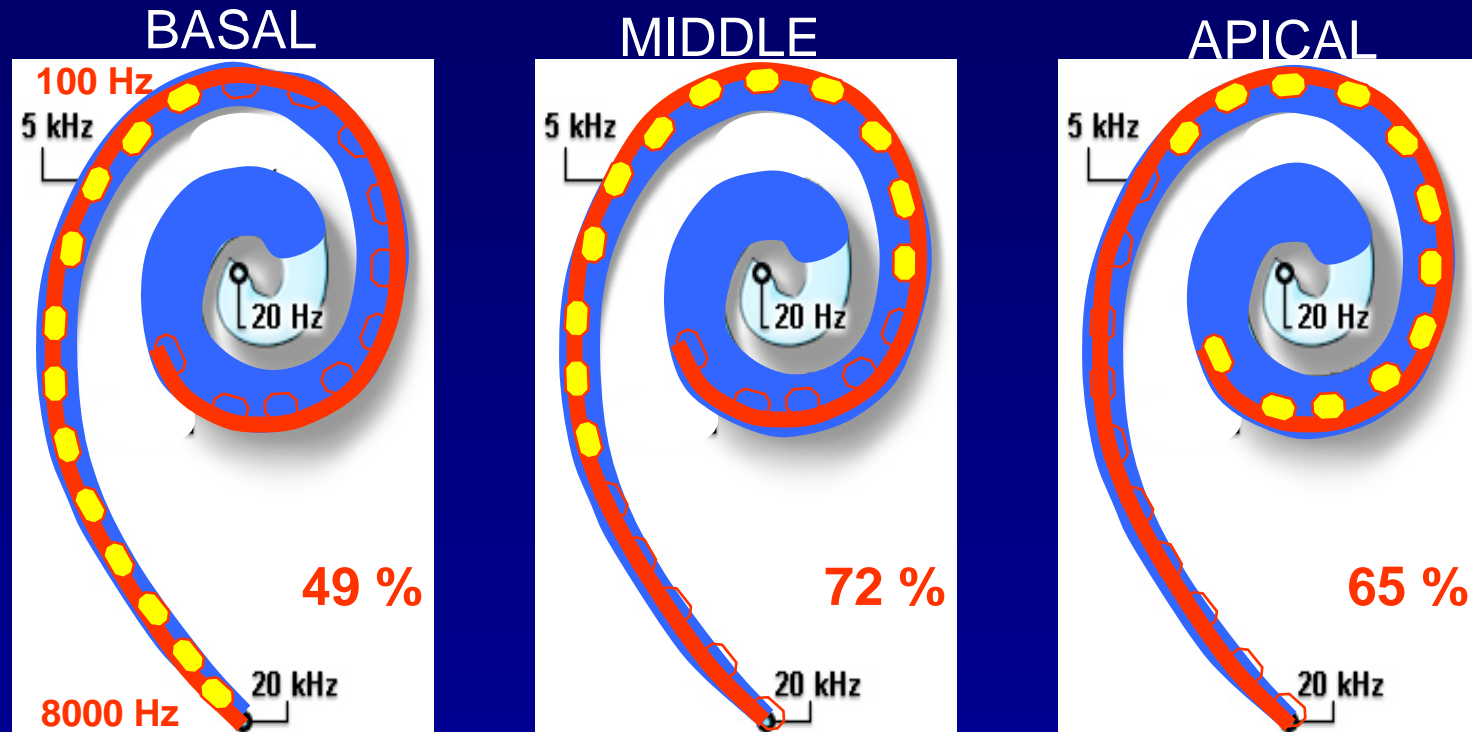 BASAL
100 Hz
5 kHz
20 Hz
49 %
20 kHz
8000 Hz
MIDDLE
5 kHz
20 Hz
72 %
20 kHz
APICAL
5 kHz
20 Hz
65 %
20 kHz